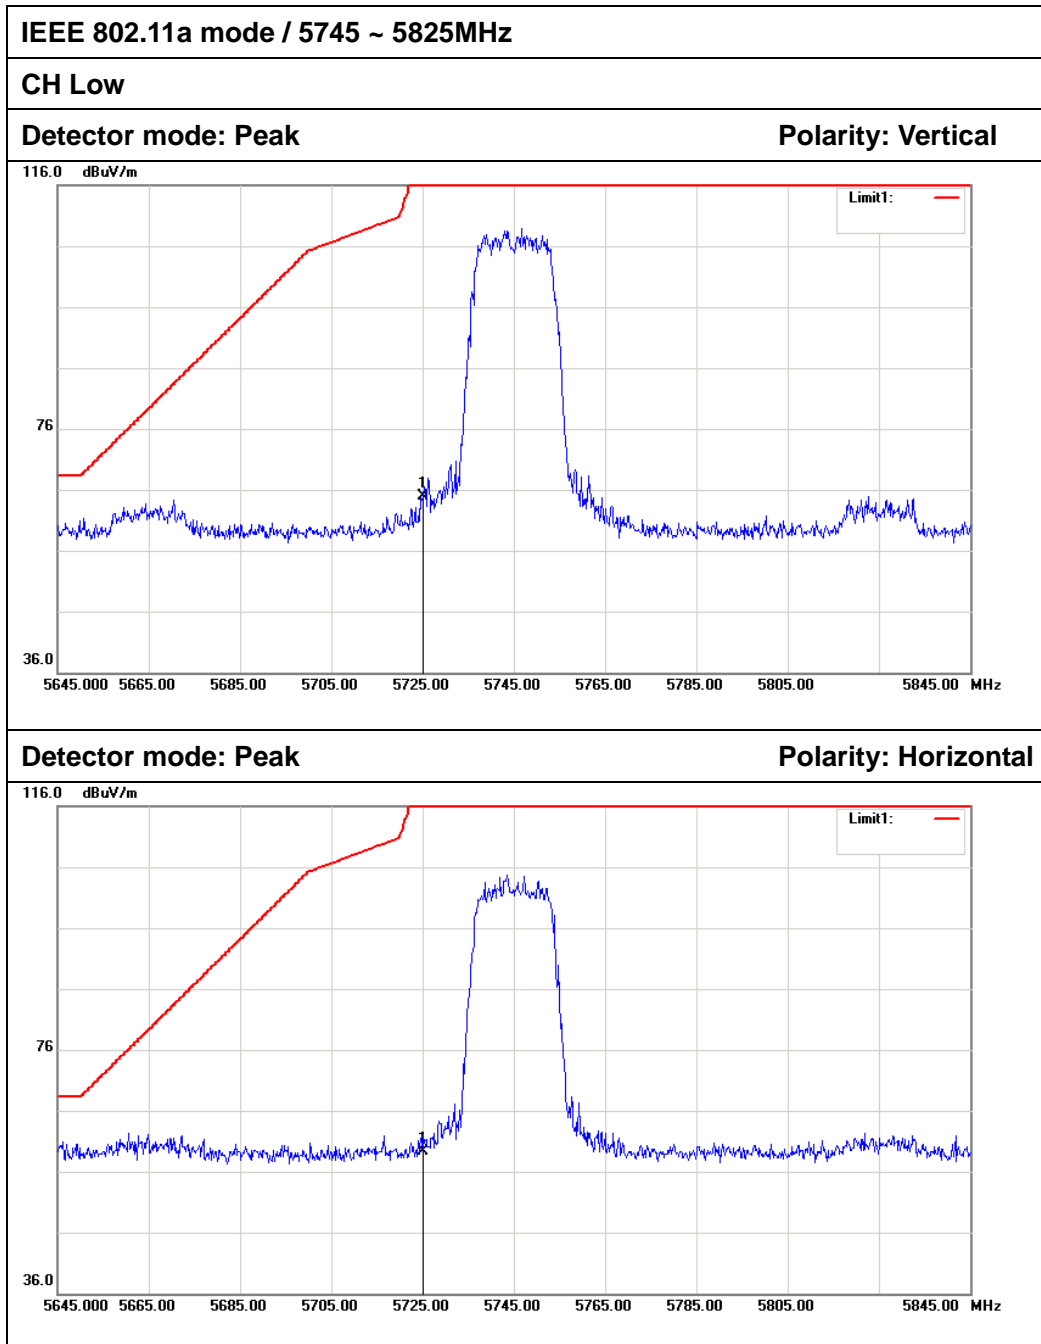 IEEE 802.11a mode / 5745 ~ 5825MHz
CH Low
Detector mode: Peak Polarity: Vertical
116.0 dBuV/m
Limit1:
76
1
36.0
5645.000 5665.00 5685.00 5705.00 5725.00 5745.00 5765.00 5785.00 5805.00 5845.00 MHz
Detector mode: Peak Polarity: Horizontal
116.0 dBuV/m
Limit1:
76
1
36.0
5645.000 5665.00 5685.00 5705.00 5725.00 5745.00 5765.00 5785.00 5805.00 5845.00 MHz